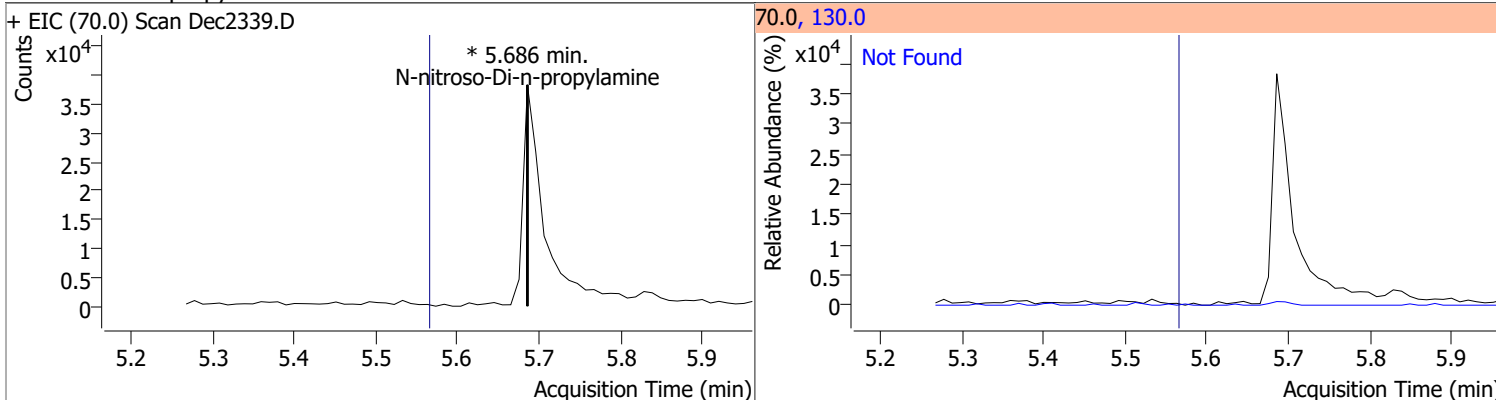 + EIC (70.0) Scan Dec2339.D
Counts
x10⁴
* 5.686 min.
N-nitroso-Di-n-propylamine
3.5
3
2.5
2
1.5
1
0.5
0
5.2 5.3 5.4 5.5 5.6 5.7 5.8 5.9
Acquisition Time (min)
70.0, 130.0
Relative Abundance (%)
x10⁴
Not Found
3.5
3
2.5
2
1.5
1
0.5
0
5.2 5.3 5.4 5.5 5.6 5.7 5.8 5.9
Acquisition Time (min)